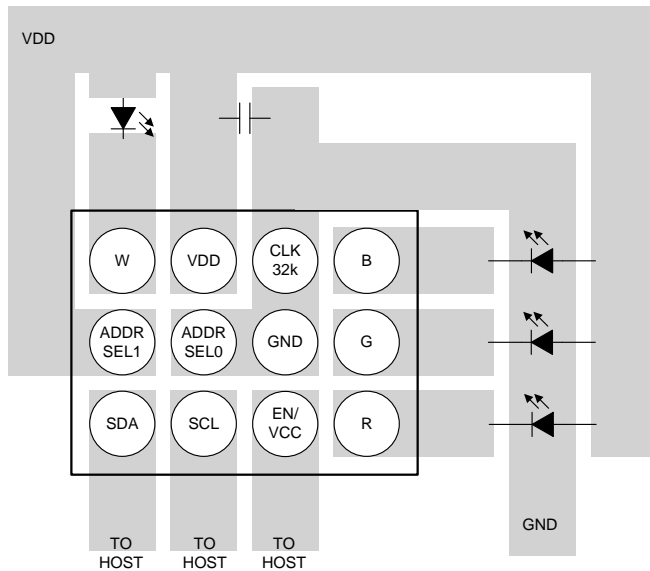 VDD
W
VDD
CLK
32k
B
ADDR
SEL1
ADDR
SEL0
GND
G
SDA
SCL
EN/
VCC
R
GND
TO
HOST
TO
HOST
TO
HOST